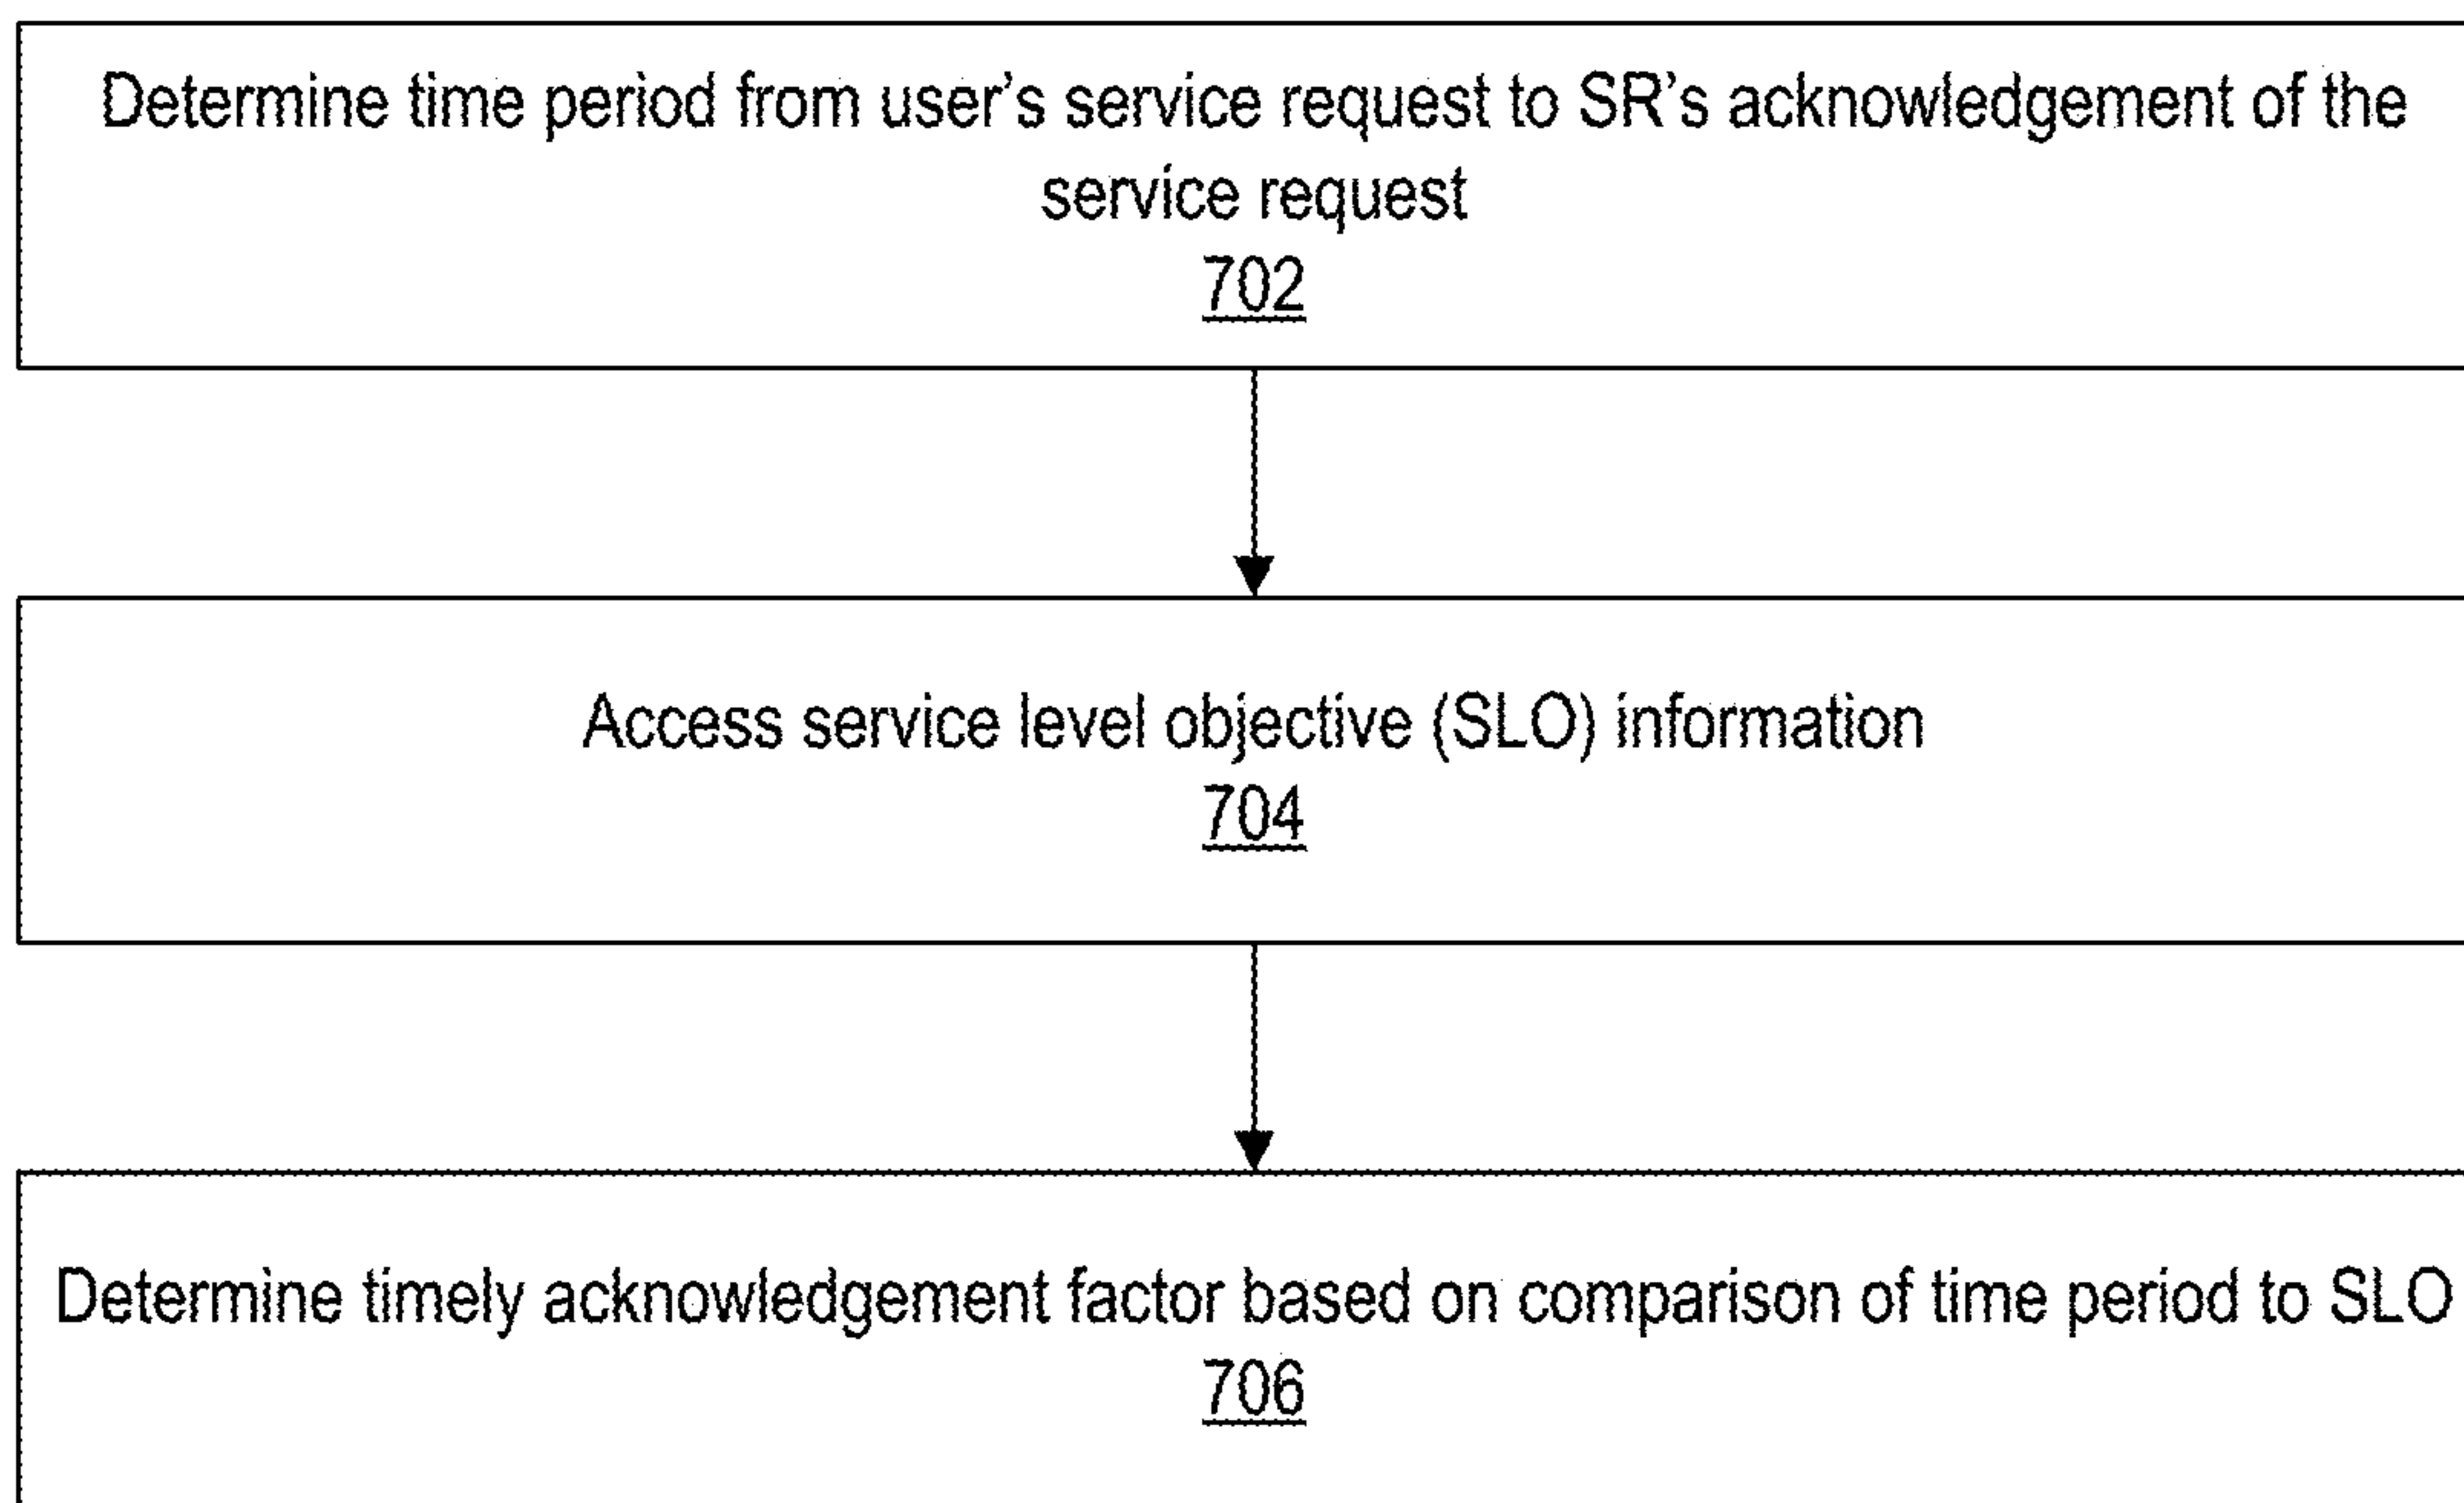 Determine time period from user's service request to SR's acknowledgement of the
service request
702
Access service level objective (SLO) information
704
Determine timely acknowledgement factor based on comparison of time period to SLO
706